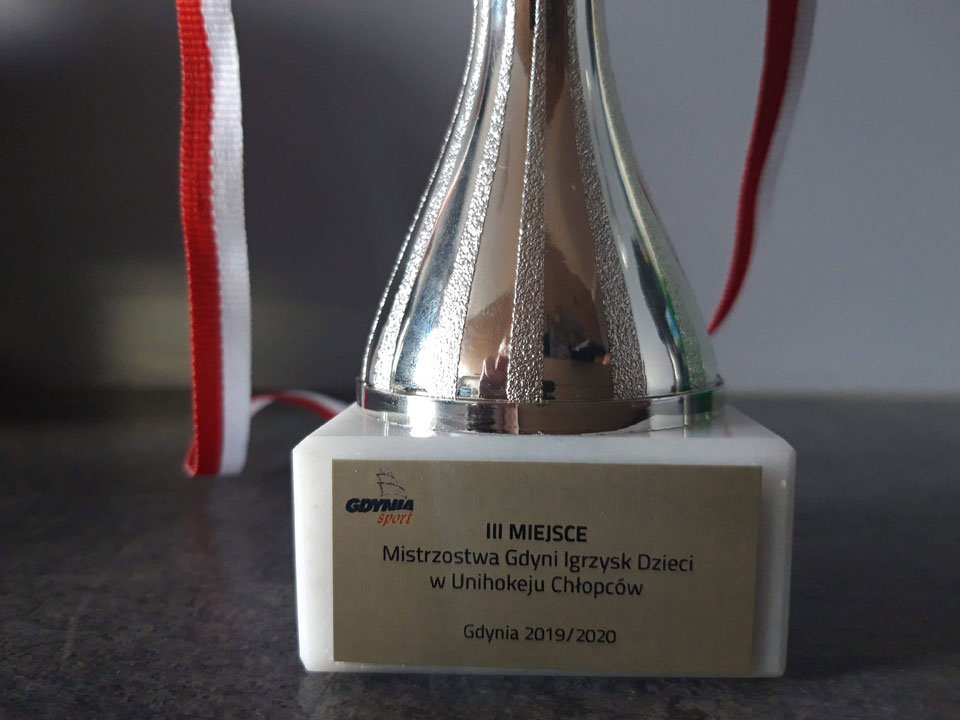 GDYNIA
sport
III MIEJSCE
Mistrzostwa Gdyni Igrzysk Dzieci
w Unihokeju Chłopców
Gdynia 2019/2020